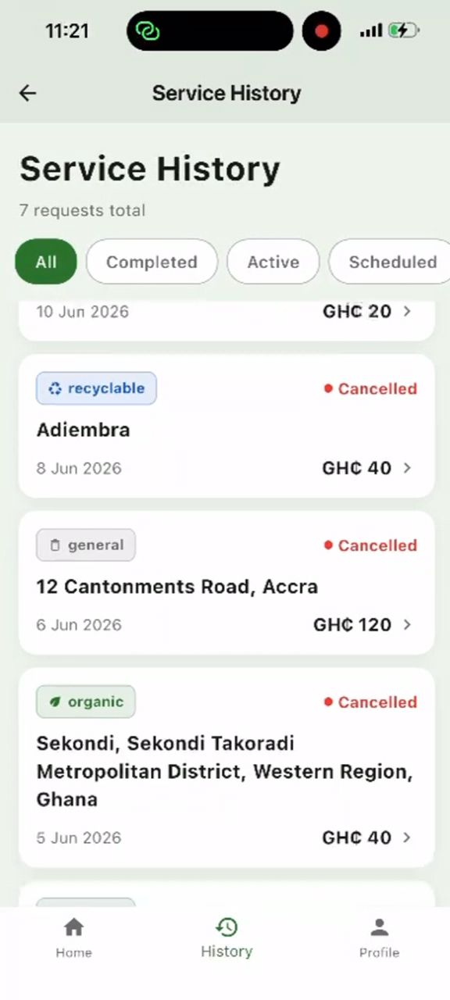 11:21
Service History
Service History
7 requests total
All
Completed
Active
Scheduled
10 Jun 2026
GH₵ 20
recyclable
Cancelled
Adiembra
8 Jun 2026
GH₵ 40
general
Cancelled
12 Cantonments Road, Accra
6 Jun 2026
GH₵ 120
organic
Cancelled
Sekondi, Sekondi Takoradi
Metropolitan District, Western Region,
Ghana
5 Jun 2026
GH₵ 40
Home
History
Profile